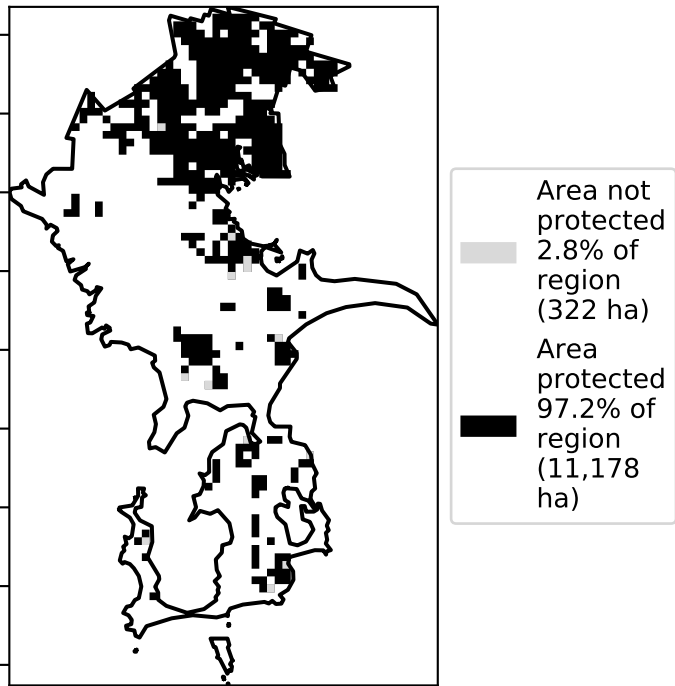 Area not
protected
2.8% of
region
(322 ha)
Area
protected
97.2% of
region
(11,178
ha)